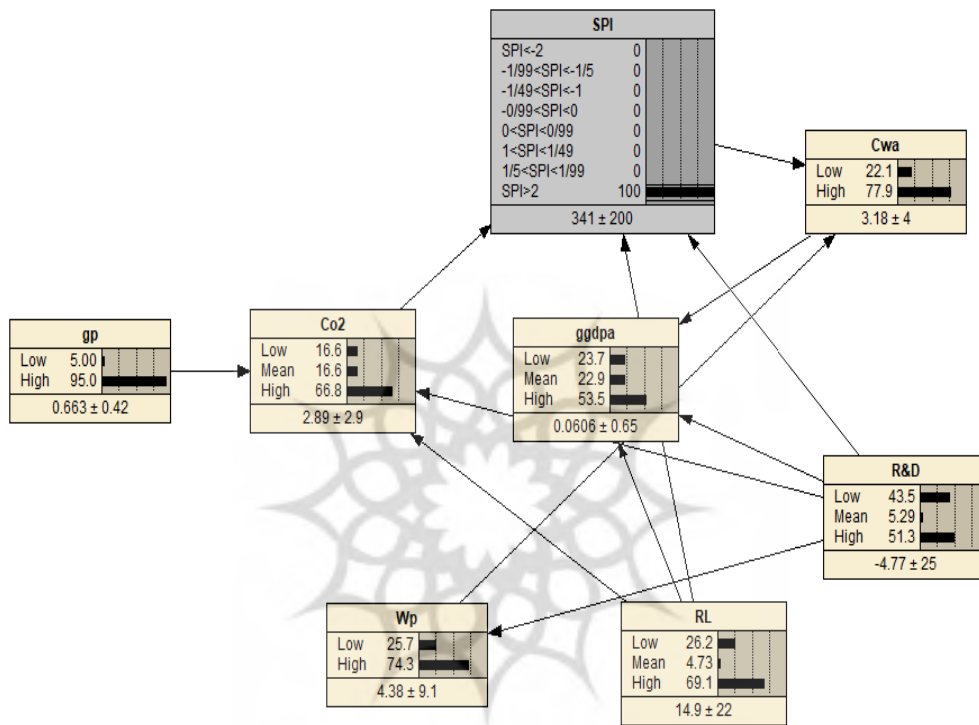 SPI
SPI<-2 0
-1/99<SPI<-1/5 0
-1/49<SPI<-1 0
-0/99<SPI<0 0
0<SPI<0/99 0
1<SPI<1/49 0
1/5<SPI<1/99 0
SPI>2 100
341 ± 200
Cwa
Low 22.1
High 77.9
3.18 ± 4
gp
Low 5.00
High 95.0
0.663 ± 0.42
Co2
Low 16.6
Mean 16.6
High 66.8
2.89 ± 2.9
ggdpa
Low 23.7
Mean 22.9
High 53.5
0.0606 ± 0.65
R&D
Low 43.5
Mean 5.29
High 51.3
-4.77 ± 25
Wp
Low 25.7
High 74.3
4.38 ± 9.1
RL
Low 26.2
Mean 4.73
High 69.1
14.9 ± 22